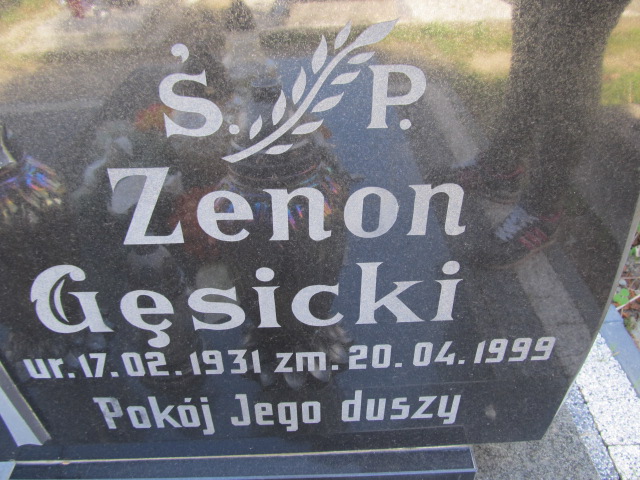 Ś. P.
Zenon
Gęsicki
ur. 17.02.1931 zm. 20.04.1999
Pokój Jego duszy